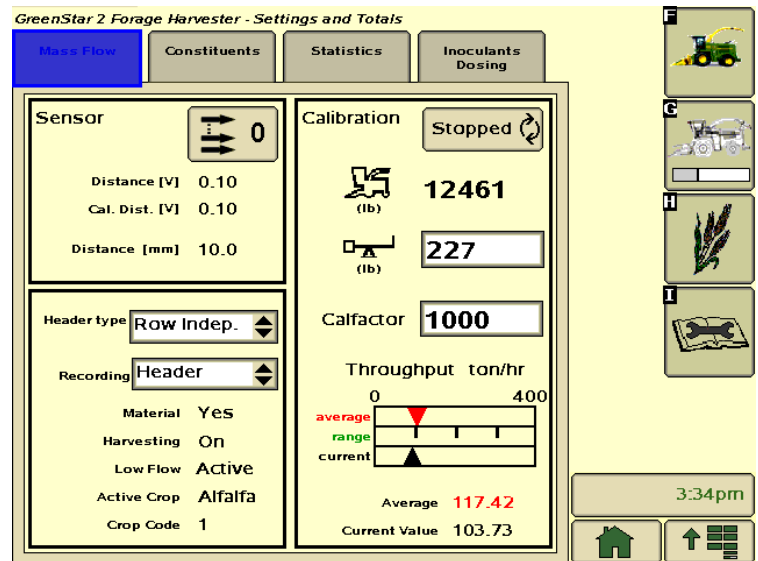 GreenStar 2 Forage Harvester - Settings and Totals
F
Mass Flow
Constituents
Statistics
Inoculants
Dosing
Sensor
0
Distance [V] 0.10
Cal. Dist. [V] 0.10
Distance [mm] 10.0
Header type Row Indep.
Recording Header
Material Yes
Harvesting On
Low Flow Active
Active Crop Alfalfa
Crop Code 1
Calibration
Stopped
12461
(lb)
227
(lb)
Calfactor 1000
Throughput ton/hr
0 400
average
range
current
Average 117.42
Current Value 103.73
G
H
I
3:34pm